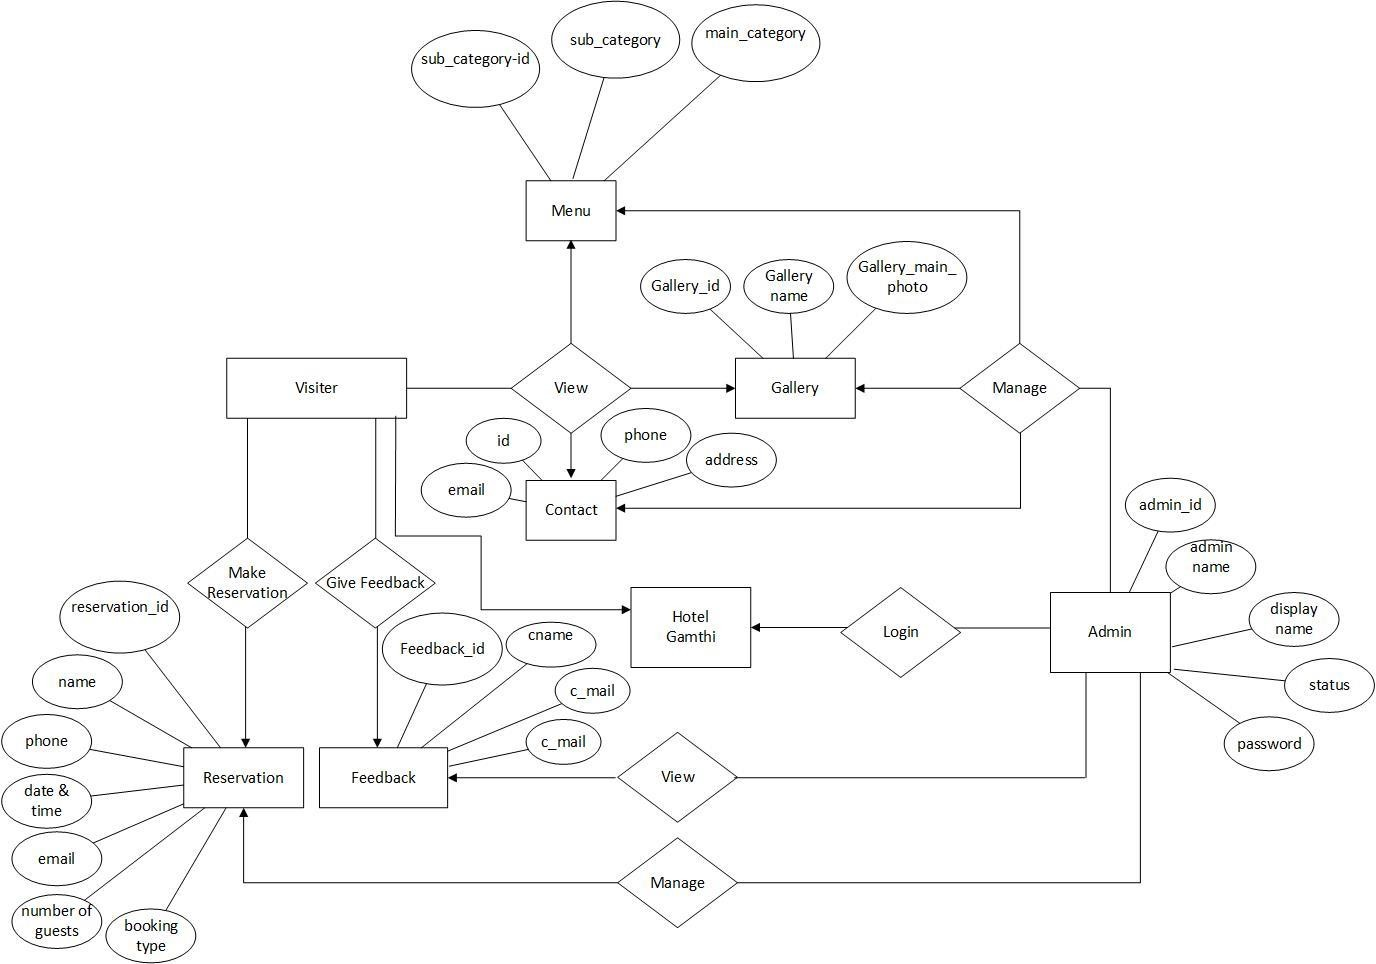 sub_category-id
sub_category
main_category
Menu
Gallery_id
Gallery
name
Gallery_main_
photo
Visiter
View
Gallery
Manage
id
phone
address
email
Contact
admin_id
admin
name
Make
Reservation
Give Feedback
reservation_id
Hotel
Gamthi
Login
Admin
display
name
Feedback_id
cname
name
c_mail
status
phone
c_mail
password
Reservation
Feedback
View
date &
time
email
Manage
number of
guests
booking
type